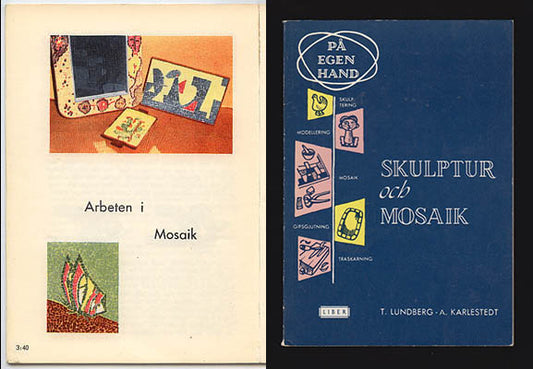 Arbeten i
Mosaik
3:40
PÅ
EGEN
HAND
SKULP-
TERING
MODELLERING
MOSAIK
GIPSGJUTNING
TRÄSKÄRNING
SKULPTUR
och
MOSAIK
LIBER
T. LUNDBERG - A. KARLESTEDT